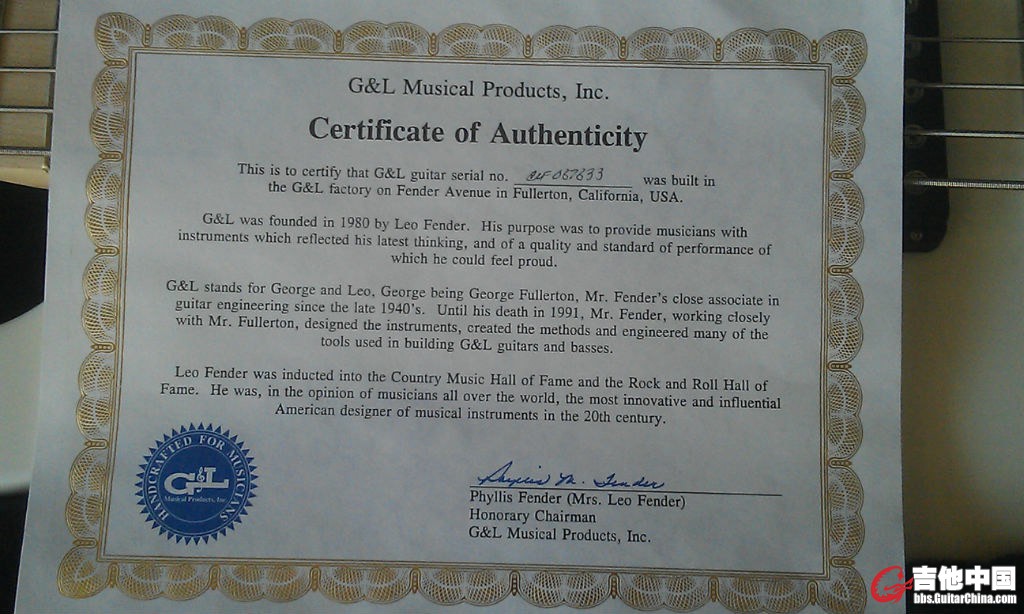 G&L Musical Products, Inc.
Certificate of Authenticity
This is to certify that G&L guitar serial no. CLF067633 was built in
the G&L factory on Fender Avenue in Fullerton, California, USA.
G&L was founded in 1980 by Leo Fender. His purpose was to provide musicians with
instruments which reflected his latest thinking, and of a quality and standard of performance of
which he could feel proud.
G&L stands for George and Leo, George being George Fullerton, Mr. Fender's close associate in
guitar engineering since the late 1940's. Until his death in 1991, Mr. Fender, working closely
with Mr. Fullerton, designed the instruments, created the methods and engineered many of the
tools used in building G&L guitars and basses.
Leo Fender was inducted into the Country Music Hall of Fame and the Rock and Roll Hall of
Fame. He was, in the opinion of musicians all over the world, the most innovative and influential
American designer of musical instruments in the 20th century.
HANDCRAFTED FOR MUSICIANS
G&L
Musical Products, Inc.
Phyllis M. Fender
Phyllis Fender (Mrs. Leo Fender)
Honorary Chairman
G&L Musical Products, Inc.
吉他中国
bbs.GuitarChina.com